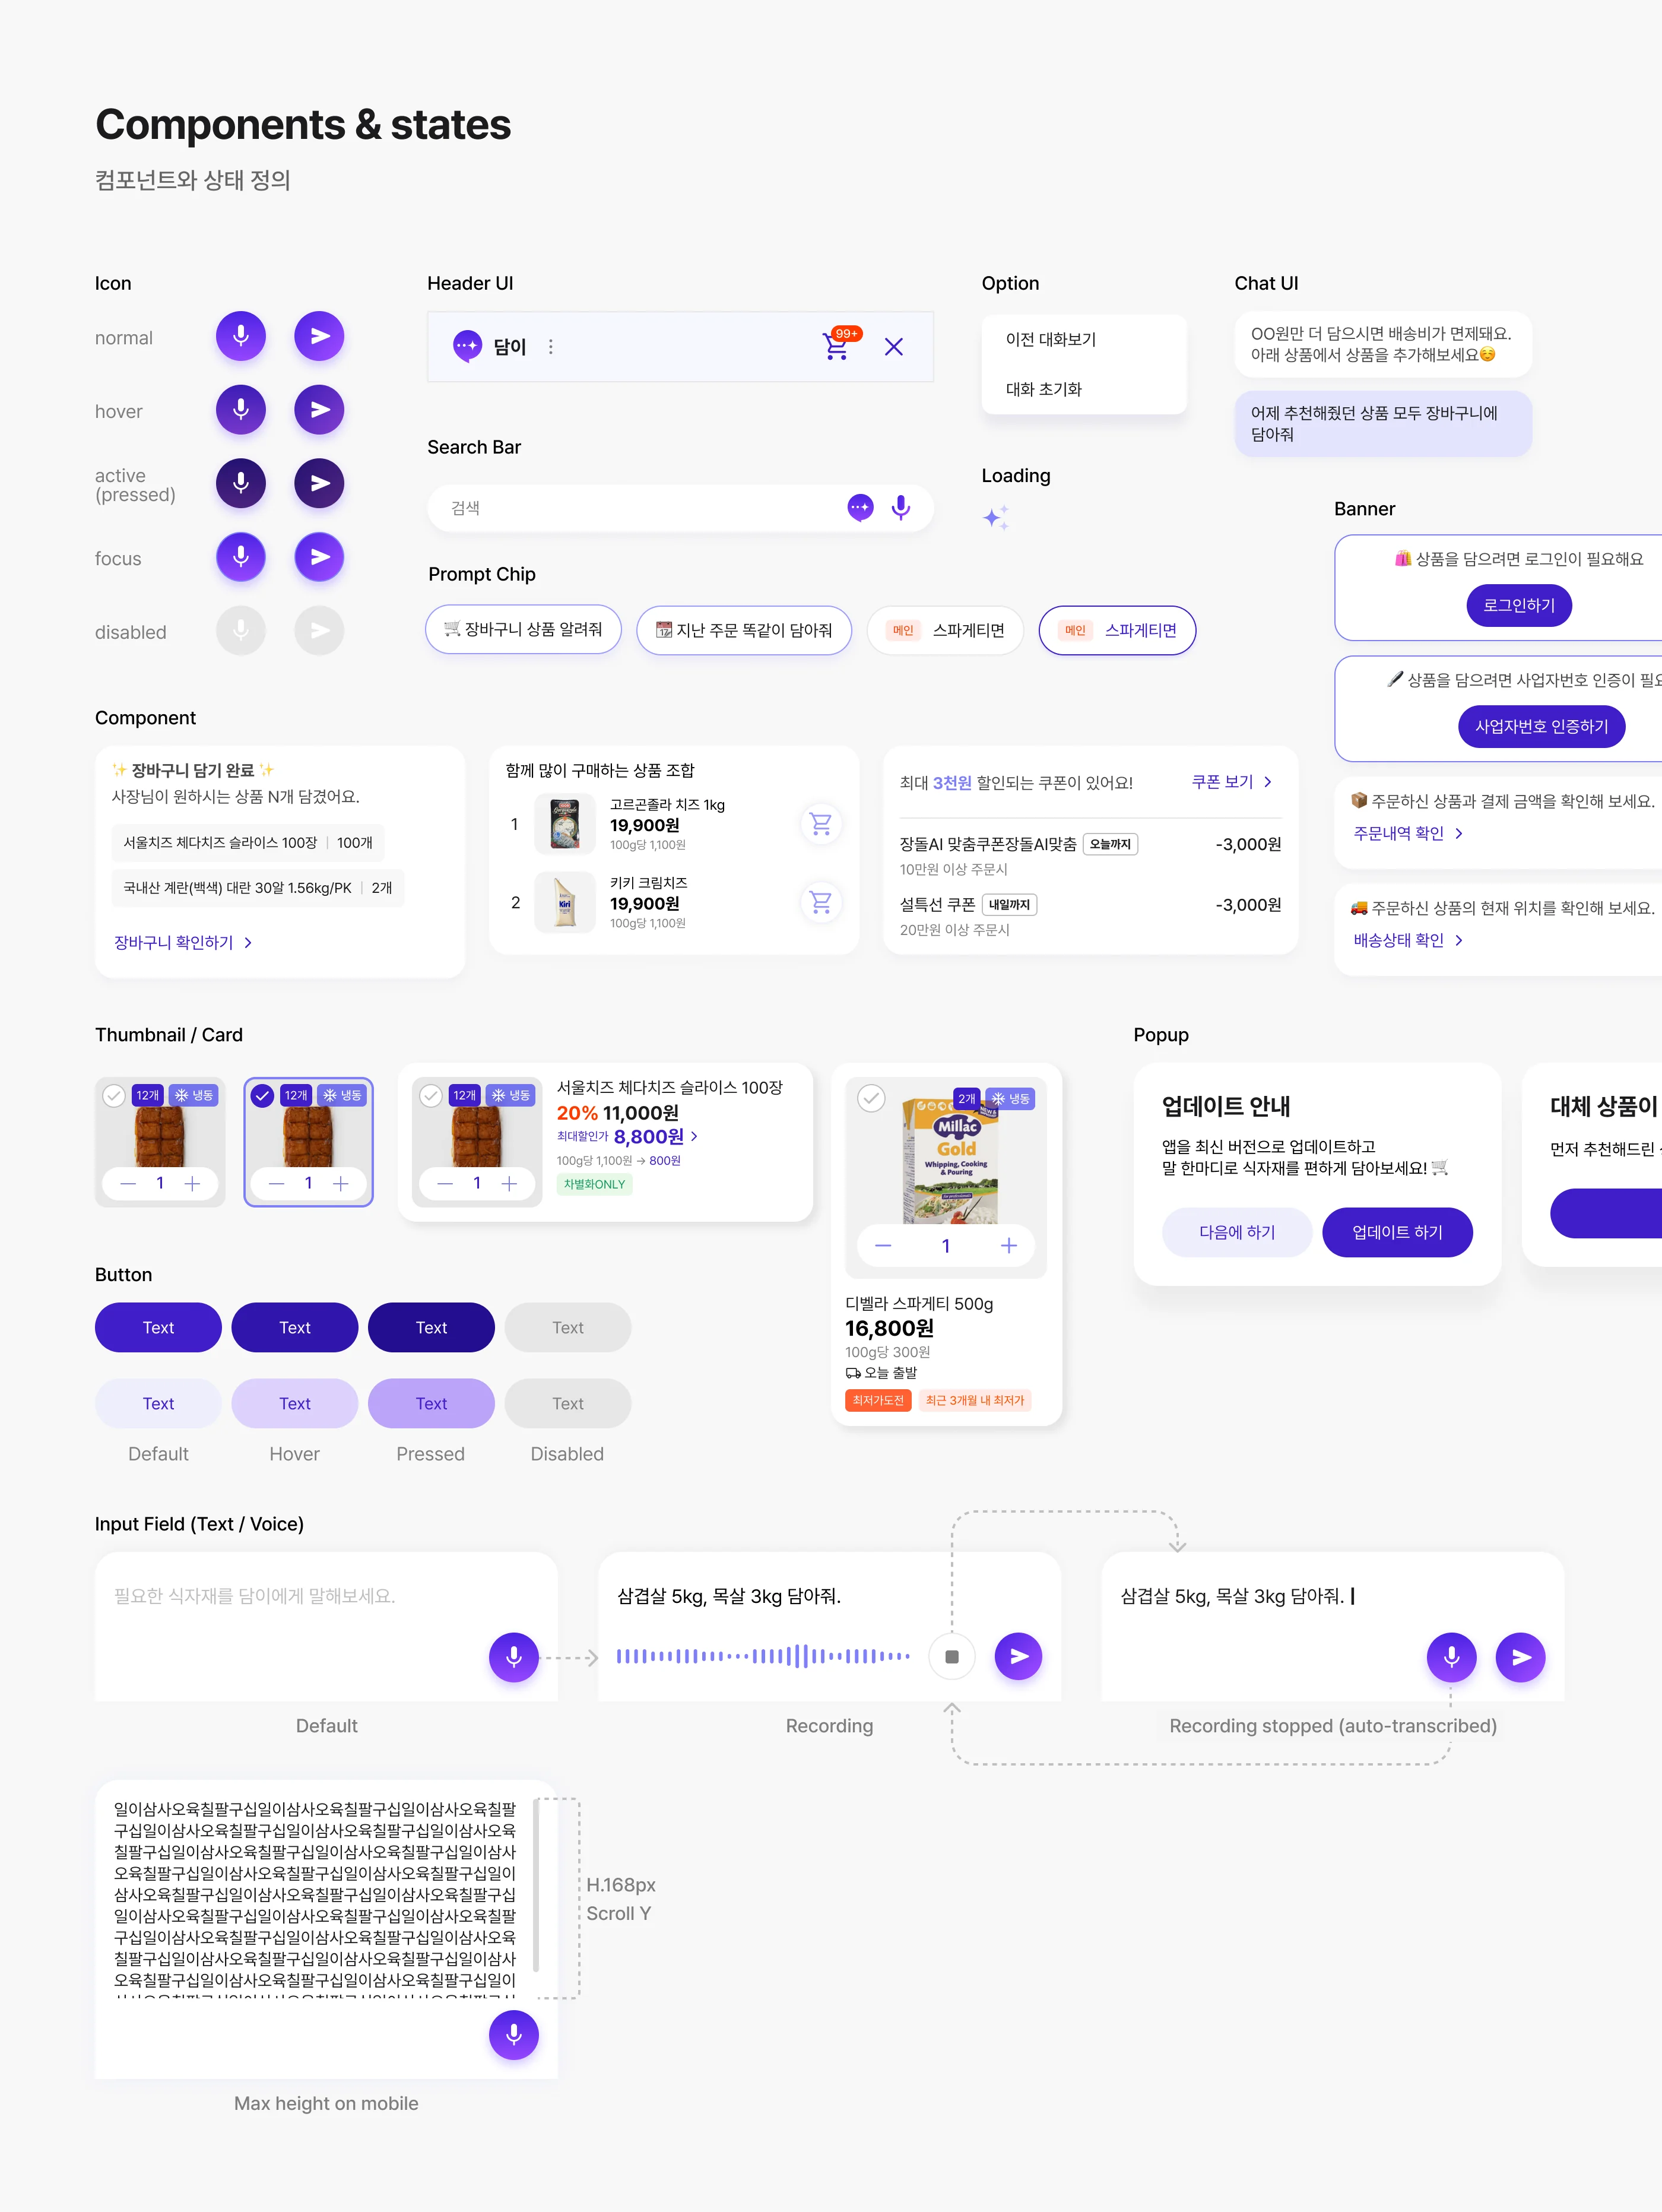 Components & states
컴포넌트와 상태 정의
Icon
normal
hover
active
(pressed)
focus
disabled
Header UI
담이
99+
Search Bar
검색
Prompt Chip
🛒 장바구니 상품 알려줘
📆 지난 주문 똑같이 담아줘
메인 스파게티면
메인 스파게티면
Option
이전 대화보기
대화 초기화
Loading
Chat UI
OO원만 더 담으시면 배송비가 면제돼요.
아래 상품에서 상품을 추가해보세요☺️
어제 추천해줬던 상품 모두 장바구니에
담아줘
Banner
🛍️ 상품을 담으려면 로그인이 필요해요
로그인하기
🖋️ 상품을 담으려면 사업자번호 인증이
사업자번호 인증하기
📦 주문하신 상품과 결제 금액을 확인해 보세요.
주문내역 확인
🚚 주문하신 상품의 현재 위치를 확인해 보세요.
배송상태 확인
Component
✨ 장바구니 담기 완료 ✨
사장님이 원하시는 상품 N개 담겼어요.
서울치즈 체다치즈 슬라이스 100장 | 100개
국내산 계란(백색) 대란 30알 1.56kg/PK | 2개
장바구니 확인하기
함께 많이 구매하는 상품 조합
1
고르곤졸라 치즈 1kg
19,900원
100g당 1,100원
2
Kiri
키키 크림치즈
19,900원
100g당 1,100원
최대 3천원 할인되는 쿠폰이 있어요!
쿠폰 보기
장돌AI 맞춤쿠폰장돌AI맞춤 오늘까지
-3,000원
10만원 이상 주문시
설특선 쿠폰 내일까지
-3,000원
20만원 이상 주문시
Thumbnail / Card
12개 냉동
1
12개 냉동
1
12개 냉동
1
서울치즈 체다치즈 슬라이스 100장
20% 11,000원
최대할인가 8,800원
100g당 1,100원 → 800원
차별화ONLY
2개 냉동
Millac
Gold
Whipping, Cooking
& Pouring
1
디벨라 스파게티 500g
16,800원
100g당 300원
오늘 출발
최저가도전
최근 3개월 내 최저가
Popup
업데이트 안내
앱을 최신 버전으로 업데이트하고
말 한마디로 식자재를 편하게 담아보세요! 🛒
다음에 하기
업데이트 하기
대체 상품이
먼저 추천해드린
Button
Text
Text
Text
Text
Text
Text
Text
Text
Default
Hover
Pressed
Disabled
Input Field (Text / Voice)
필요한 식자재를 담이에게 말해보세요.
Default
삼겹살 5kg, 목살 3kg 담아줘.
Recording
삼겹살 5kg, 목살 3kg 담아줘.
Recording stopped (auto-transcribed)
일이삼사오육칠팔구십일이삼사오육칠팔구십일이삼사오육칠팔
구십일이삼사오육칠팔구십일이삼사오육칠팔구십일이삼사오육
칠팔구십일이삼사오육칠팔구십일이삼사오육칠팔구십일이삼사
오육칠팔구십일이삼사오육칠팔구십일이삼사오육칠팔구십일이
삼사오육칠팔구십일이삼사오육칠팔구십일이삼사오육칠팔구십
일이삼사오육칠팔구십일이삼사오육칠팔구십일이삼사오육칠팔
구십일이삼사오육칠팔구십일이삼사오육칠팔구십일이삼사오육
칠팔구십일이삼사오육칠팔구십일이삼사오육칠팔구십일이삼사
오육칠팔구십일이삼사오육칠팔구십일이삼사오육칠팔구십일이
H.168px
Scroll Y
Max height on mobile